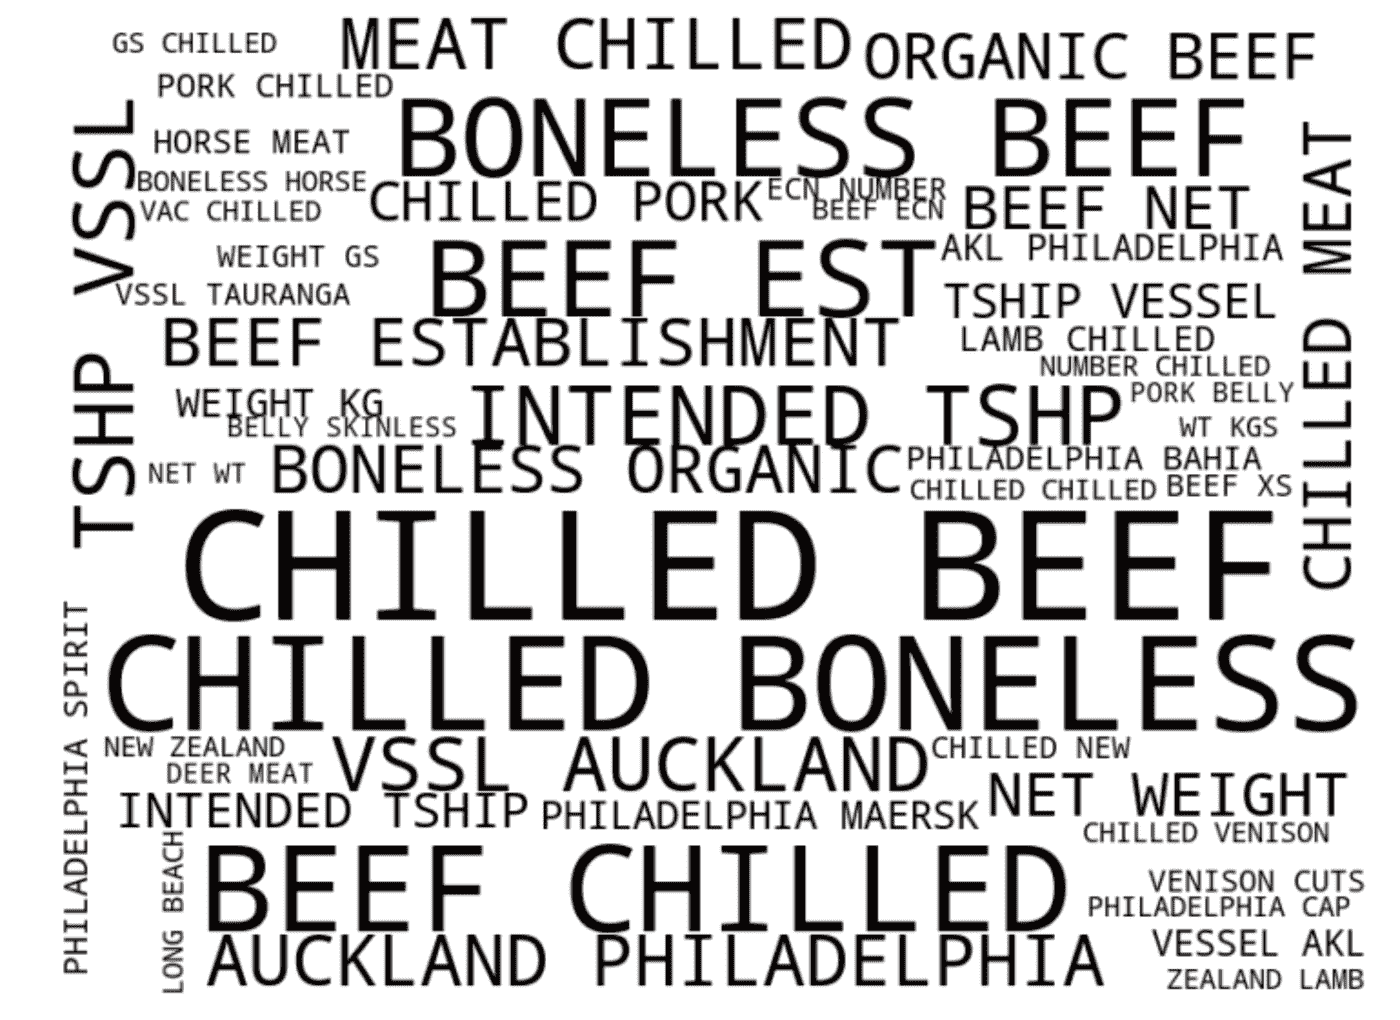 GS CHILLED
MEAT CHILLED
ORGANIC BEEF
PORK CHILLED
BONELESS BEEF
HORSE MEAT
BONELESS HORSE
CHILLED PORK
ECN NUMBER
BEEF ECN
BEEF NET
VAC CHILLED
WEIGHT GS
BEEF EST
AKL PHILADELPHIA
VSSL TAURANGA
TSHIP VESSEL
BEEF ESTABLISHMENT
LAMB CHILLED
NUMBER CHILLED
WEIGHT KG
INTENDED TSHP
PORK BELLY
BELLY SKINLESS
WT KGS
NET WT
BONELESS ORGANIC
PHILADELPHIA BAHIA
CHILLED CHILLED
BEEF XS
TSHP VSSL
CHILLED MEAT
CHILLED BEEF
CHILLED BONELESS
PHILADELPHIA SPIRIT
NEW ZEALAND
VSSL AUCKLAND
CHILLED NEW
DEER MEAT
NET WEIGHT
INTENDED TSHIP
PHILADELPHIA MAERSK
CHILLED VENISON
LONG BEACH
BEEF CHILLED
VENISON CUTS
PHILADELPHIA CAP
AUCKLAND PHILADELPHIA
VESSEL AKL
ZEALAND LAMB